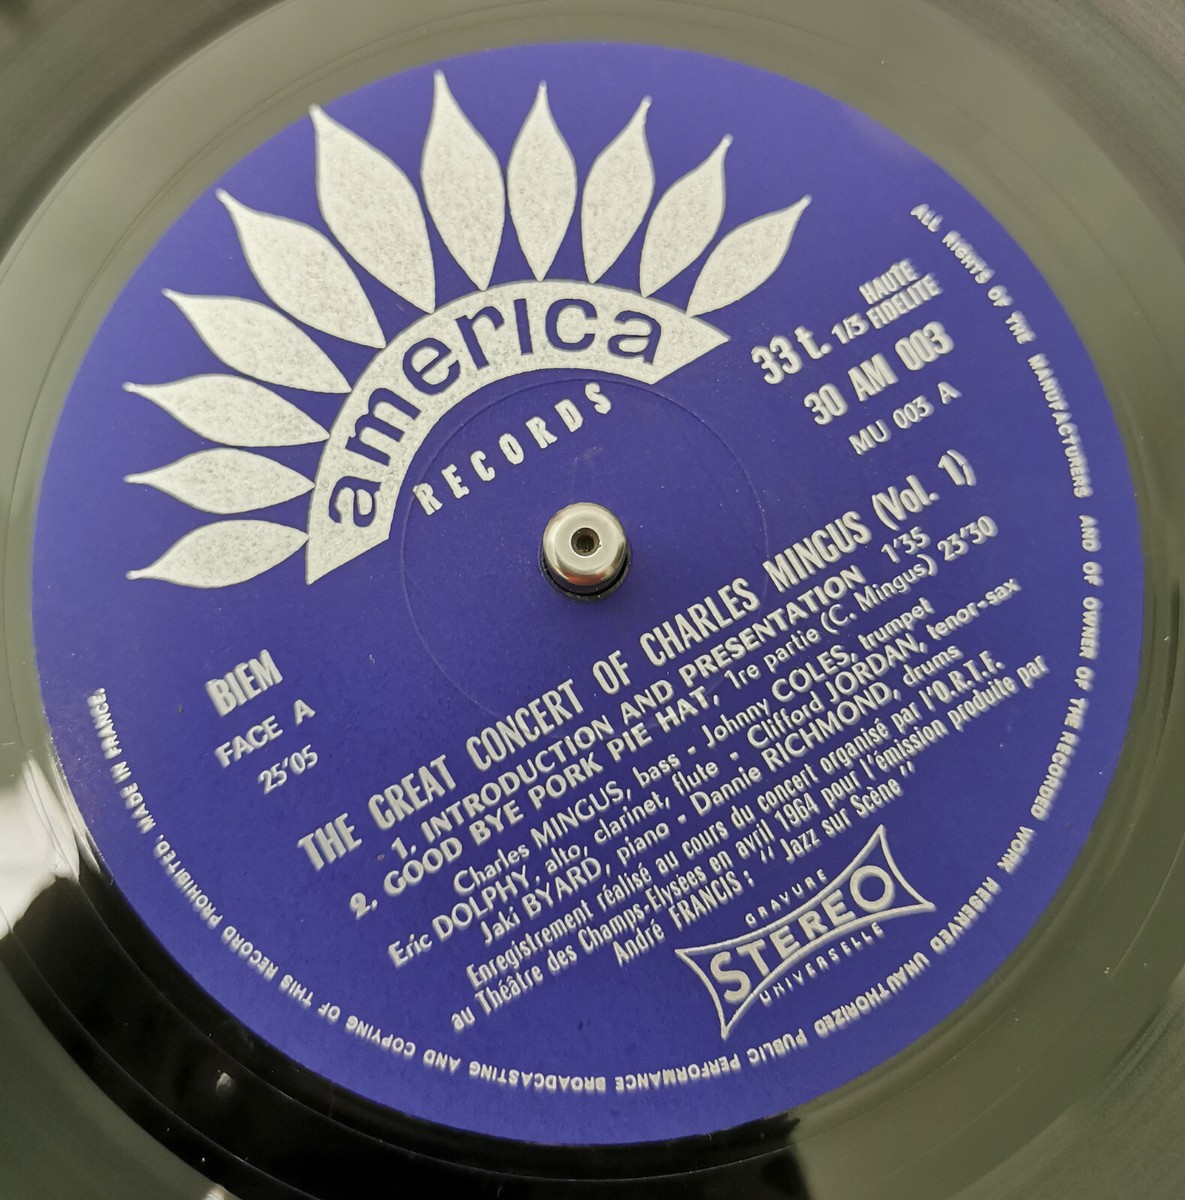 america
RECORDS
HAUTE
33 t. 1/3 FIDELITE
30 AM 003
MU 003 A
BIEM
FACE A
25'05
THE GREAT CONCERT OF CHARLES MINGUS (Vol. 1)
1. INTRODUCTION AND PRESENTATION 1'35
2. GOOD BYE PORK PIE HAT, 1re partie (C. Mingus) 23'30
Charles MINGUS, bass - Johnny COLES, trumpet
Eric DOLPHY, alto, clarinet, flute - Clifford JORDAN, tenor-sax
Jaki BYARD, piano - Dannie RICHMOND, drums
Enregistrement réalisé au cours du concert organisé par l'O.R.T.F.
au Théâtre des Champs-Elysées en avril 1964 pour l'émission produite par
André FRANCIS : " Jazz sur Scène "
GRAVURE
STEREO
UNIVERSELLE
ALL RIGHTS OF THE MANUFACTURERS AND OF OWNER OF THE RECORDED WORK RESERVED UNAUTHORIZED PUBLIC PERFORMANCE BROADCASTING AND COPYING OF THIS RECORD PROHIBITED. MADE IN FRANCE.